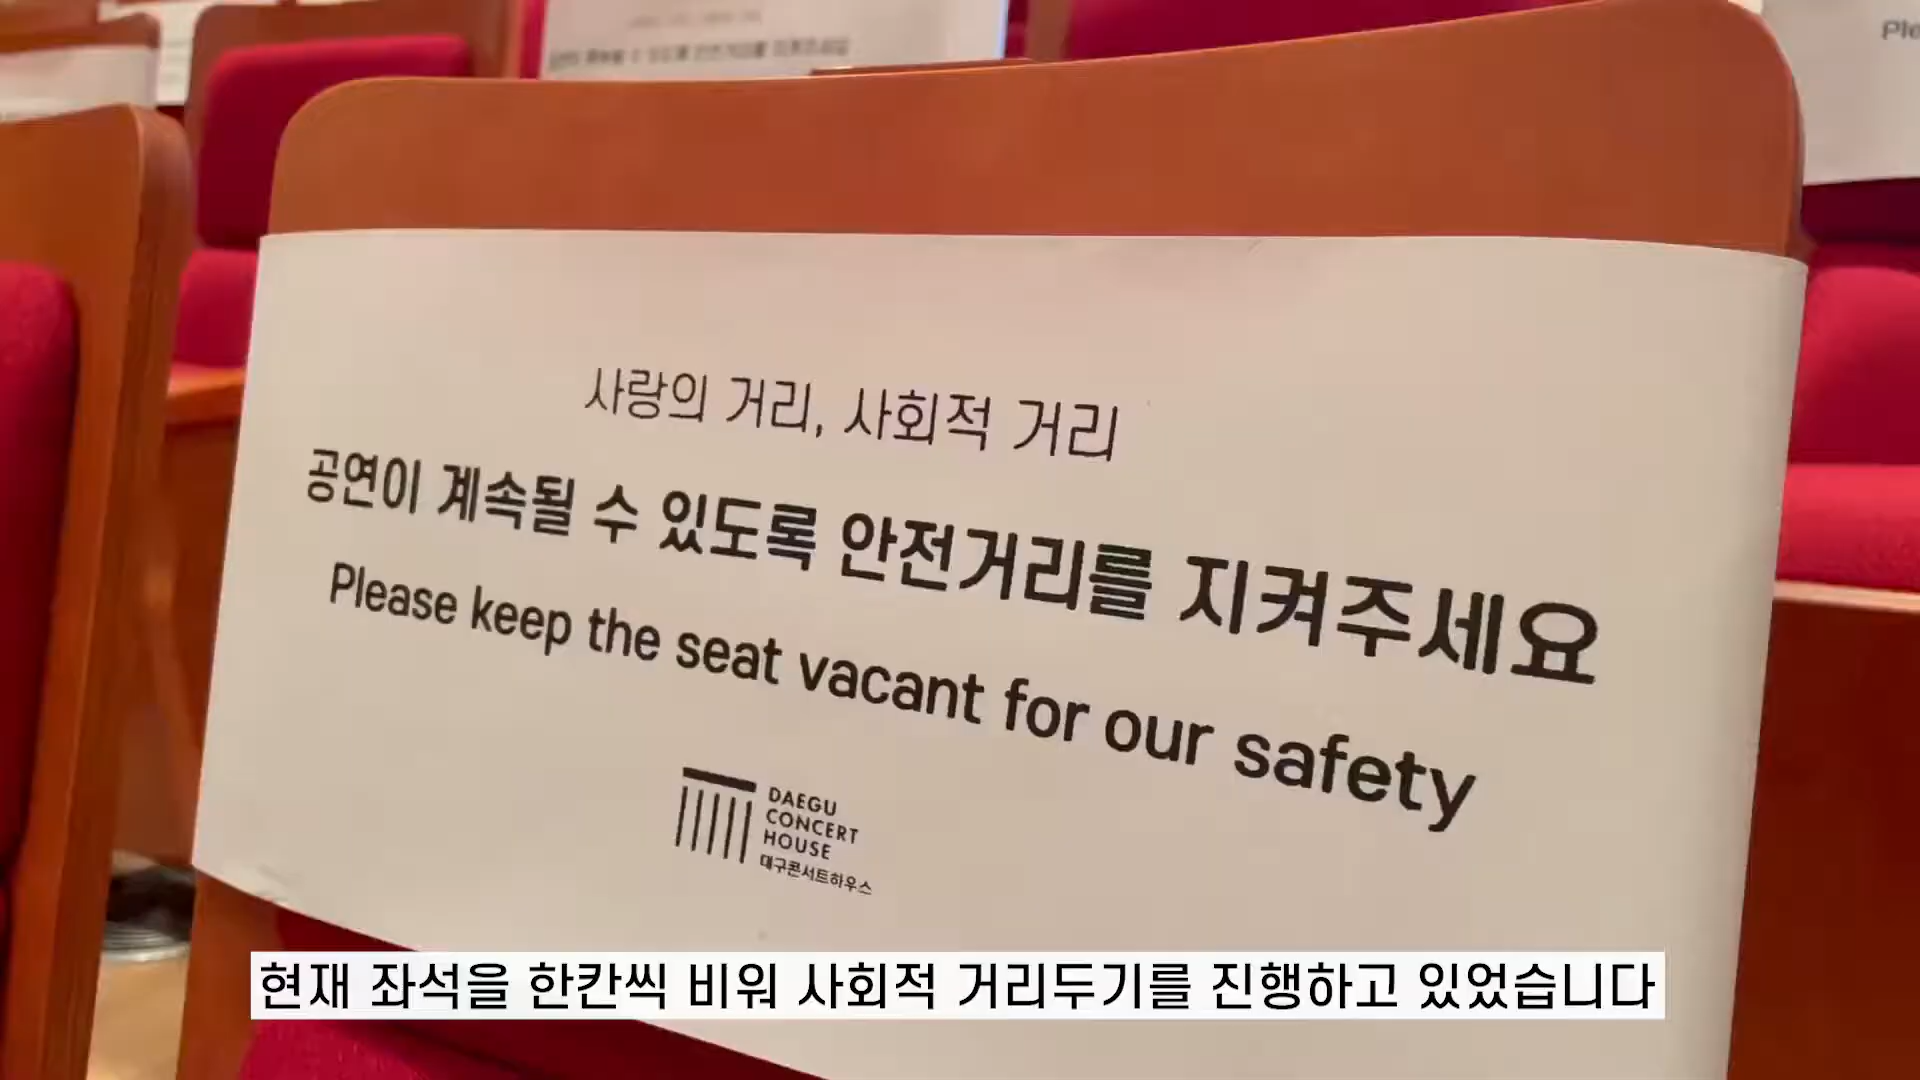 Ple
사랑의 거리, 사회적 거리
공연이 계속될 수 있도록 안전거리를 지켜주세요
Please keep the seat vacant for our safety
DAEGU
CONCERT
HOUSE
대구콘서트하우스
현재 좌석을 한칸씩 비워 사회적 거리두기를 진행하고 있었습니다